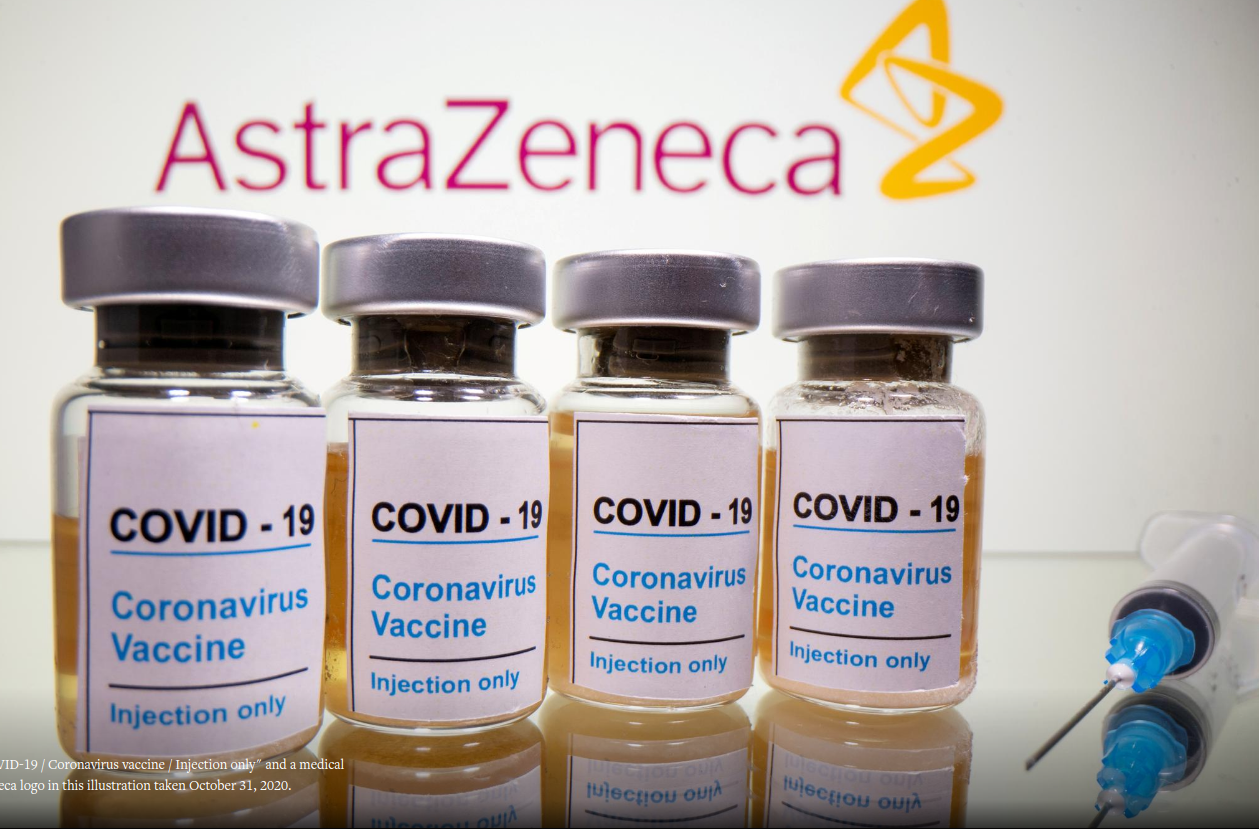 AstraZeneca
COVID - 19
Coronavirus
Vaccine
Injection only
COVID - 19
Coronavirus
Vaccine
Injection only
COVID - 19
Coronavirus
Vaccine
Injection only
COVID - 19
Coronavirus
Vaccine
Injection only
VID-19 / Coronavirus vaccine / Injection only" and a medical
eca logo in this illustration taken October 31, 2020.